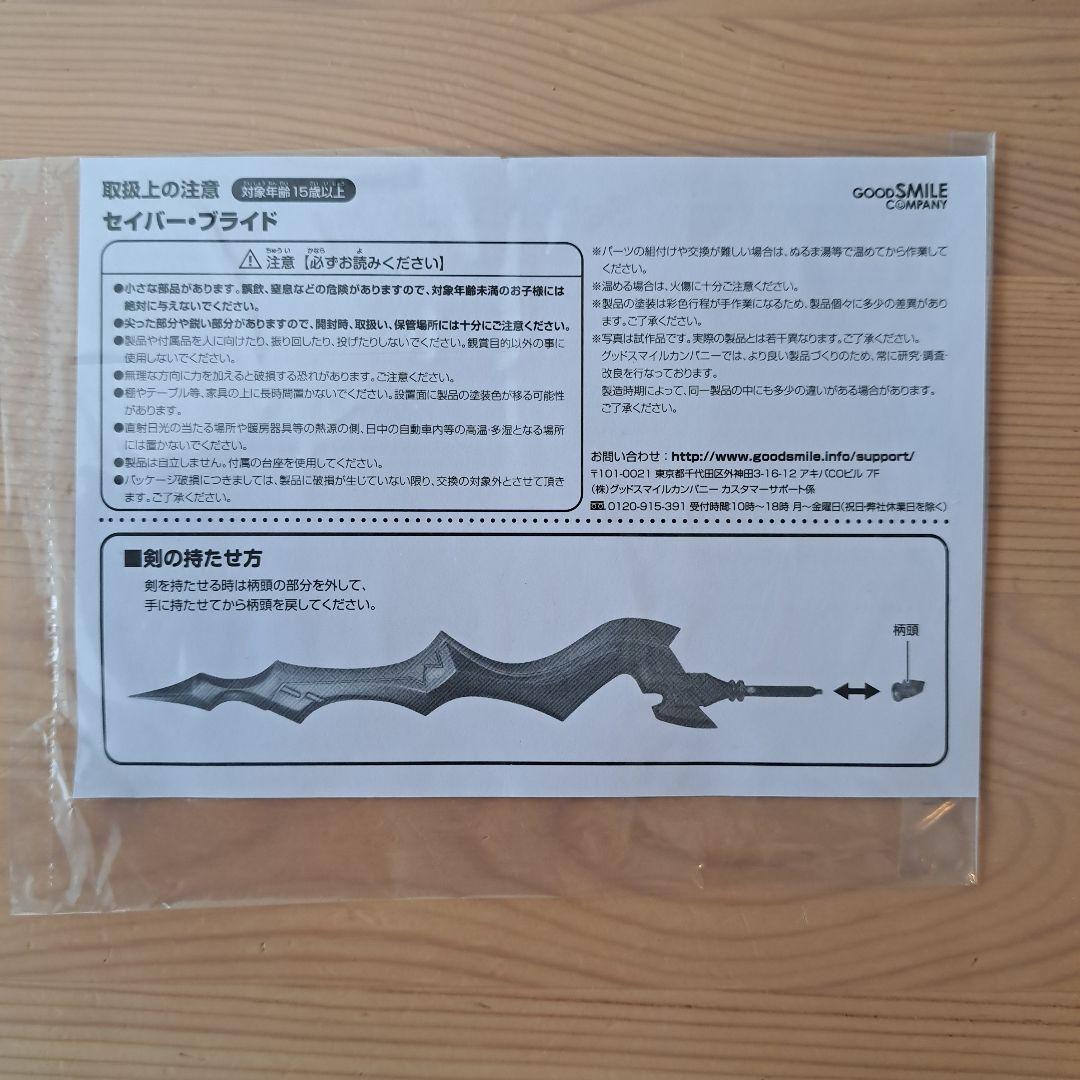 取扱上の注意 対象年齢15歳以上
セイバー・ブライド
GOOD SMILE
COMPANY
⚠ 注意【必ずお読みください】
●小さな部品があります。誤飲、窒息などの危険がありますので、対象年齢未満のお子様には
絶対に与えないでください。
●尖った部分や鋭い部分がありますので、開封時、取扱い、保管場所には十分にご注意ください。
●製品や付属品を人に向けたり、振り回したり、投げたりしないでください。観賞目的以外の事に
使用しないでください。
●無理な方向に力を加えると破損する恐れがあります。ご注意ください。
●棚やテーブル等、家具の上に長時間置かないでください。設置面に製品の塗装色が移る可能性
があります。
●直射日光の当たる場所や暖房器具等の熱源の側、日中の自動車内等の高温・多湿となる場所
には置かないでください。
●製品は自立しません。付属の台座を使用してください。
●パッケージ破損につきましては、製品に破損が生じていない限り、交換の対象外とさせて頂き
ます。ご了承ください。
※パーツの組付けや交換が難しい場合は、ぬるま湯等で温めてから作業して
ください。
※温める場合は、火傷に十分ご注意ください。
※製品の塗装は彩色行程が手作業になるため、製品個々に多少の差異があり
ます。ご了承ください。
※写真は試作品です。実際の製品とは若干異なります。ご了承ください。
グッドスマイルカンパニーでは、より良い製品づくりのため、常に研究・調査・
改良を行なっております。
製造時期によって、同一製品の中にも多少の違いがある場合があります。
ご了承ください。
お問い合わせ：http://www.goodsmile.info/support/
〒101-0021 東京都千代田区外神田3-16-12 アキバCOビル 7F
(株)グッドスマイルカンパニー カスタマーサポート係
0120-915-391 受付時間:10時〜18時 月〜金曜日(祝日・弊社休業日を除く)
■剣の持たせ方
剣を持たせる時は柄頭の部分を外して、
手に持たせてから柄頭を戻してください。
柄頭